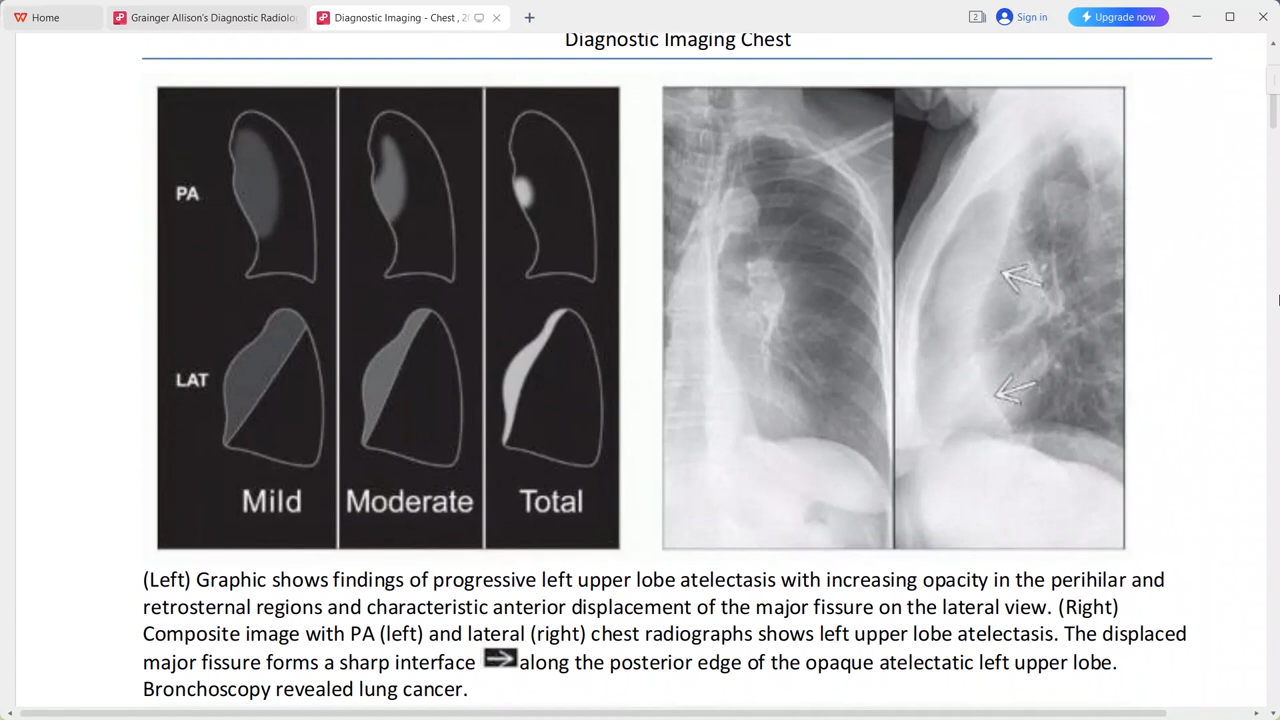 Home
Grainger Allison's Diagnostic Radiolo
Diagnostic Imaging - Chest , 2
2
Sign in
Upgrade now
Diagnostic Imaging Chest
PA
LAT
Mild
Moderate
Total
(Left) Graphic shows findings of progressive left upper lobe atelectasis with increasing opacity in the perihilar and
retrosternal regions and characteristic anterior displacement of the major fissure on the lateral view. (Right)
Composite image with PA (left) and lateral (right) chest radiographs shows left upper lobe atelectasis. The displaced
major fissure forms a sharp interface along the posterior edge of the opaque atelectatic left upper lobe.
Bronchoscopy revealed lung cancer.